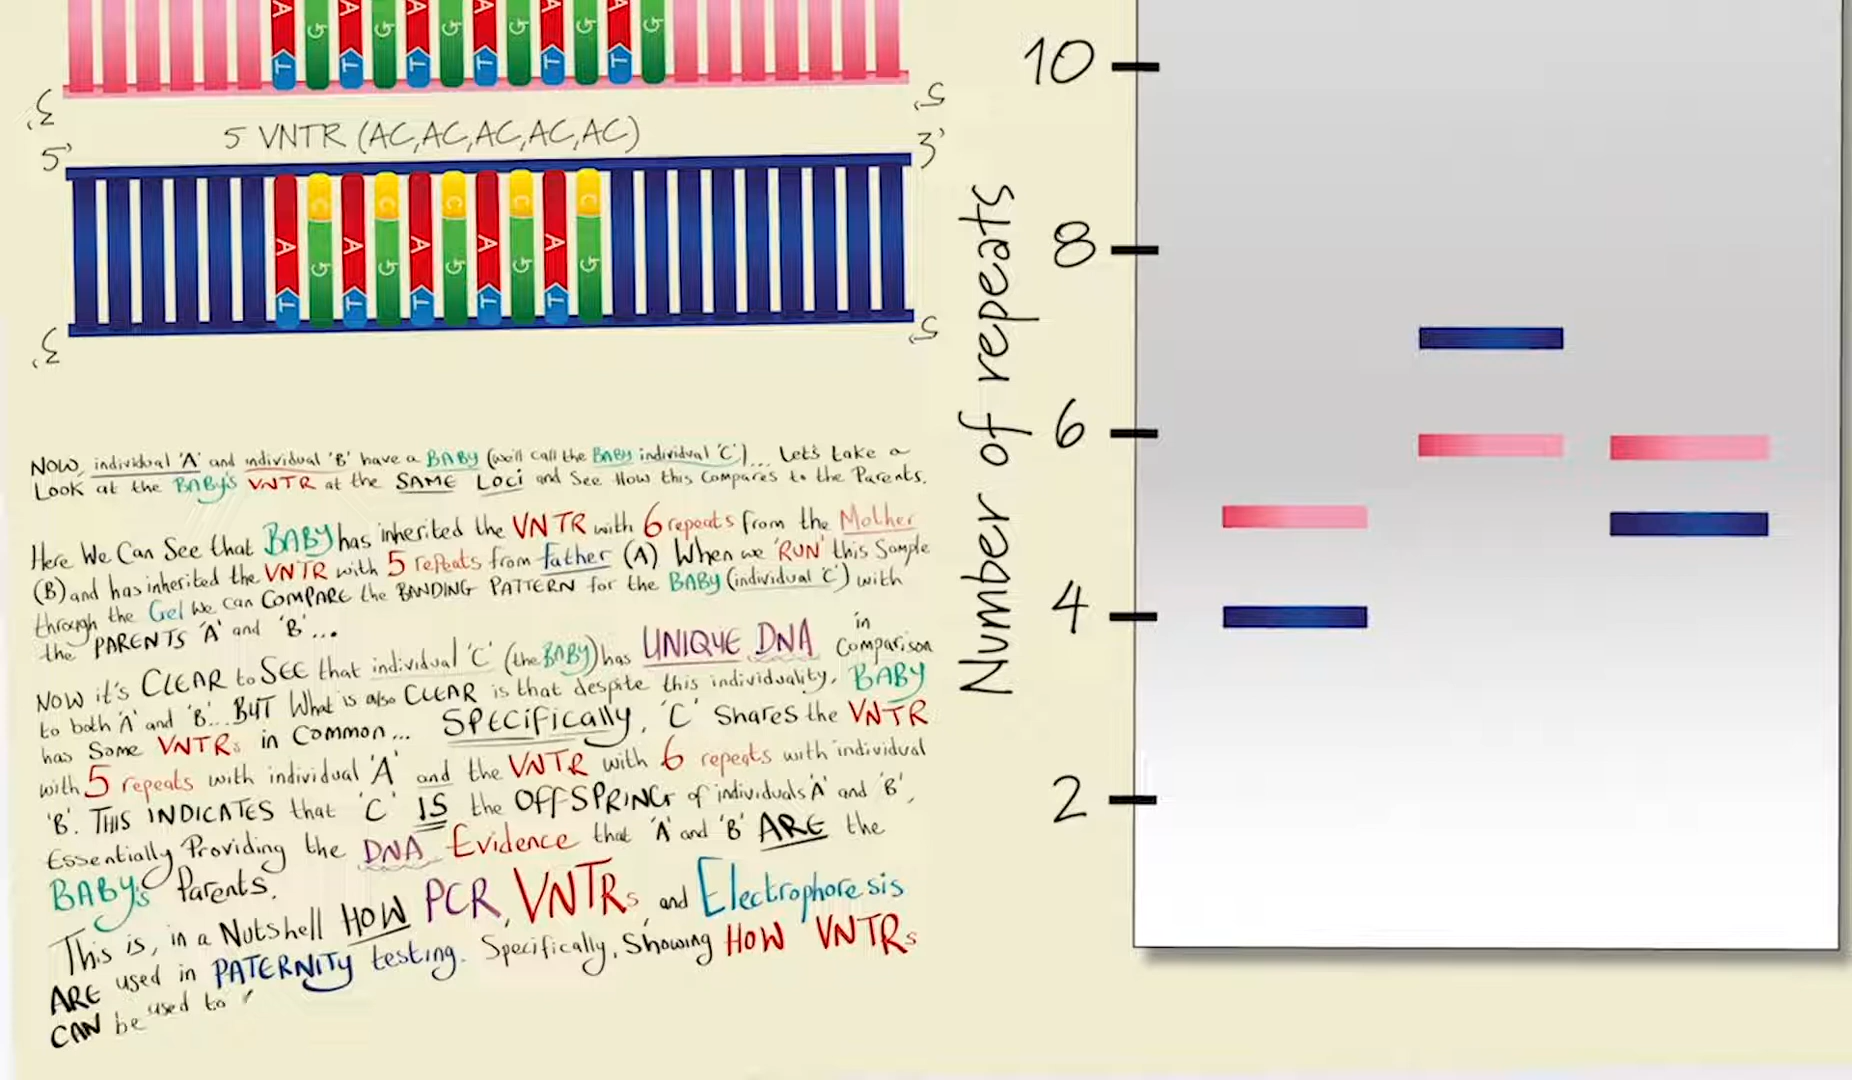 A A A A A A
G G G G G G
T T T T T T
3' 5'
5 VNTR (AC,AC,AC,AC,AC)
5' 3'
C C C C C
A A A A A
G G G G G
T T T T T
3' 5'
NOW, individual 'A' and individual 'B' have a BABY (we'll call the BABY individual 'C')... Let's take a
Look at the BABY's VNTR at the SAME Loci and See How this Compares to the Parents.
Here We Can See that BABY has inherited the VNTR with 6 repeats from the Mother
(B) and has inherited the VNTR with 5 repeats from father (A) When we 'RUN' this Sample
through the Gel we can COMPARE the BANDING PATTERN for the BABY (individual 'C') with
the PARENTS 'A' and 'B'...
NOW it's CLEAR to SEE that individual 'C' (the BABY) has UNIQUE DNA in Comparison
to both 'A' and 'B'... BUT What is also CLEAR is that despite this individuality, BABY
has Some VNTRs in Common... SPECIFICALLY, 'C' Shares the VNTR
with 5 repeats with individual 'A' and the VNTR with 6 repeats with individual
'B'. THIS INDICATES that 'C' IS the OFFSPRING of individuals 'A' and 'B',
Essentially Providing the DNA Evidence that 'A' and 'B' ARE the
BABY's Parents.
This is, in a Nutshell HOW PCR, VNTRs, and Electrophoresis
ARE used in PATERNITY testing. Specifically, Showing HOW VNTRs
CAN be used to
Number of repeats
10
8
6
4
2